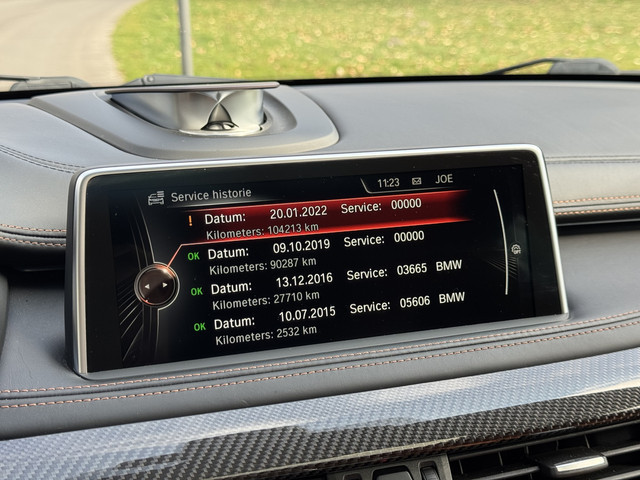 Service historie 11:23 JOE
! Datum: 20.01.2022 Service: 00000
Kilometers: 104213 km
OK Datum: 09.10.2019 Service: 00000
Kilometers: 90287 km
OK Datum: 13.12.2016 Service: 03665 BMW
Kilometers: 27710 km
OK Datum: 10.07.2015 Service: 05606 BMW
Kilometers: 2532 km